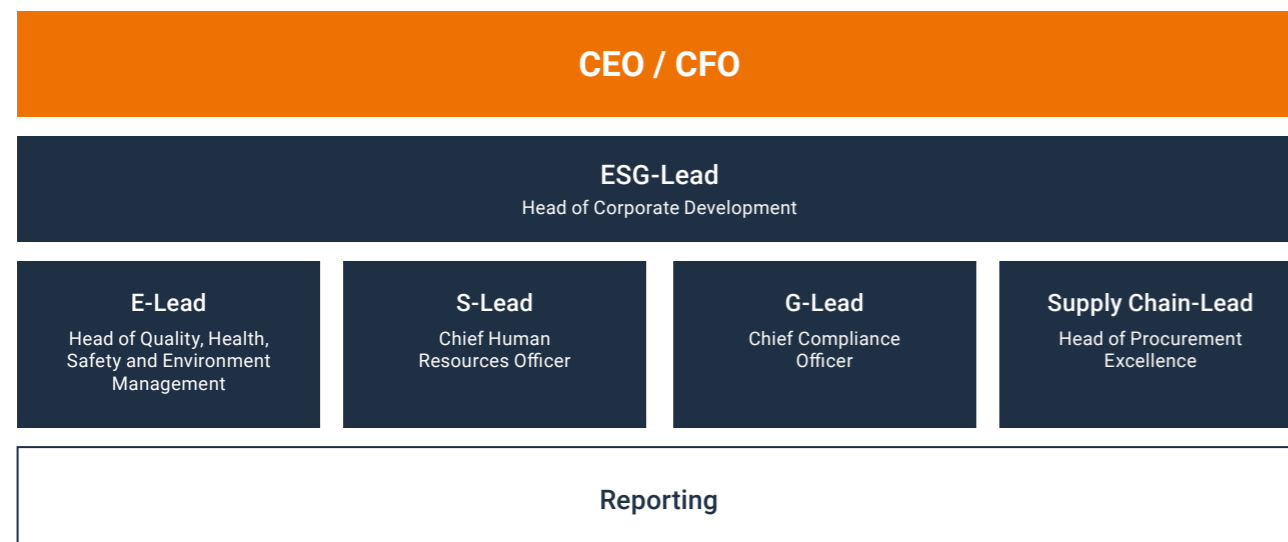 CEO / CFO
ESG-Lead
Head of Corporate Development
E-Lead
Head of Quality, Health,
Safety and Environment
Management
S-Lead
Chief Human
Resources Officer
G-Lead
Chief Compliance
Officer
Supply Chain-Lead
Head of Procurement
Excellence
Reporting